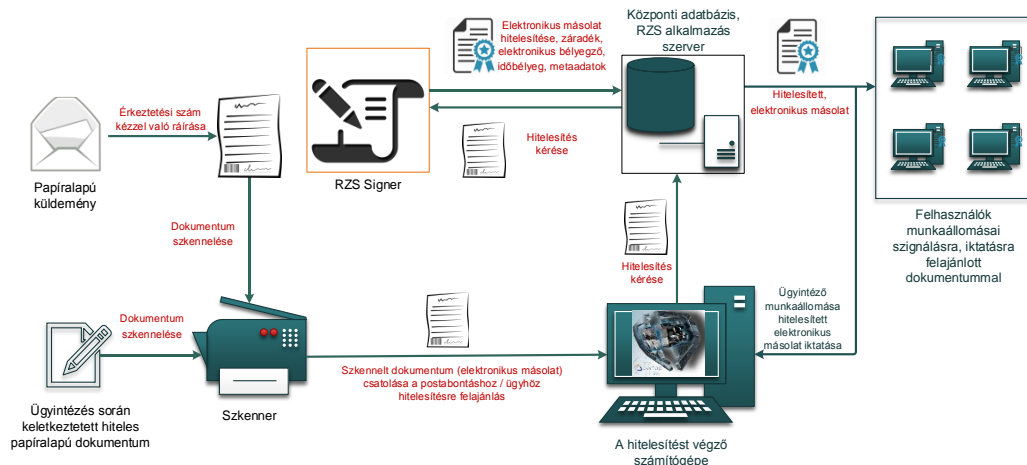 Elektronikus másolat
hitelesítése, záradék,
elektronikus bélyegző,
időbélyeg, metaadatok
Központi adatbázis,
RZS alkalmazás
szerver
Érkeztetési szám
kézzel való ráírása
Hitelesített,
elektronikus másolat
Hitelesítés
kérése
Papíralapú
küldemény
RZS Signer
Felhasználók
munkaállomásai
szignálásra, iktatásra
felajánlott
dokumentummal
Dokumentum
szkennelése
Hitelesítés
kérése
Ügyintéző
munkaállomása
hitelesített
elektronikus
másolat iktatása
Dokumentum
szkennelése
Szkennelt dokumentum (elektronikus másolat)
csatolása a postabontáshoz / ügyhöz
hitelesítésre felajánlás
Ügyintézés során
keletkeztetett hiteles
papíralapú dokumentum
Szkenner
A hitelesítést végző
számítógépe